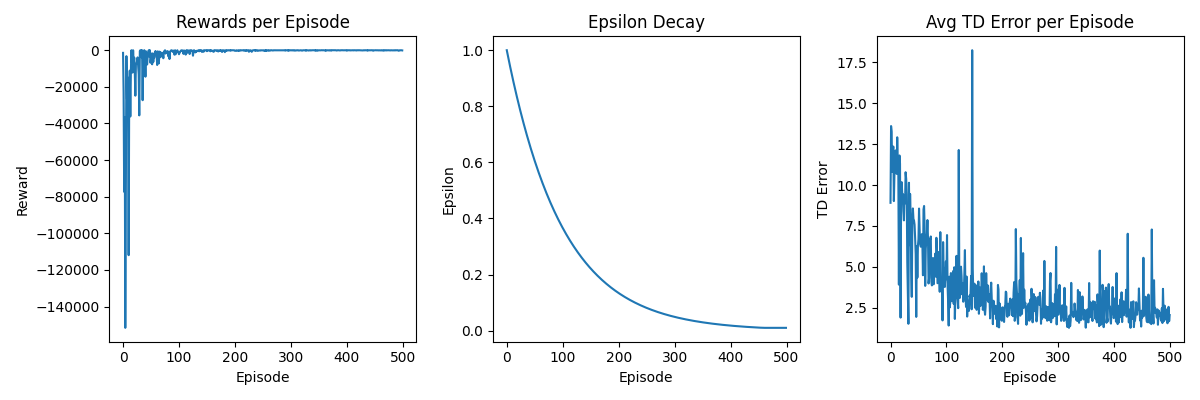 Rewards per Episode
Reward
0
−20000
−40000
−60000
−80000
−100000
−120000
−140000
0 100 200 300 400 500
Episode
Epsilon Decay
Epsilon
1.0
0.8
0.6
0.4
0.2
0.0
0 100 200 300 400 500
Episode
Avg TD Error per Episode
TD Error
17.5
15.0
12.5
10.0
7.5
5.0
2.5
0 100 200 300 400 500
Episode